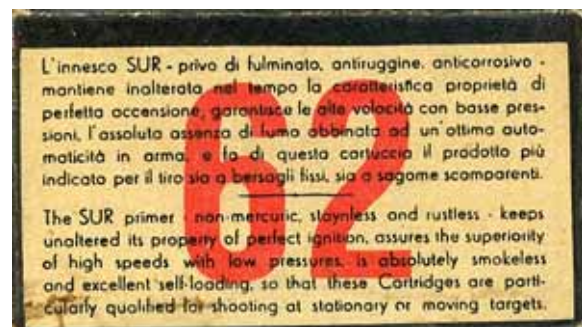 L'innesco SUR - privo di fulminato, antiruggine, anticorrosivo -
mantiene inalterata nel tempo la caratteristica proprietà di
perfetta accensione, garantisce le alte velocità con basse pres-
sioni, l'assoluta assenza di fumo abbinata ad un'ottima auto-
maticità in arma, e fa di questa cartuccia il prodotto più
indicato per il tiro sia a bersagli fissi, sia a sagome scomparenti.
62
The SUR primer - non-mercuric, staynless and rustless - keeps
unaltered its property of perfect ignition, assures the superiority
of high speeds with low pressures, is absolutely smokeless
and excellent self-loading, so that these Cartridges are parti-
cularly qualified for shooting at stationary or moving targets.